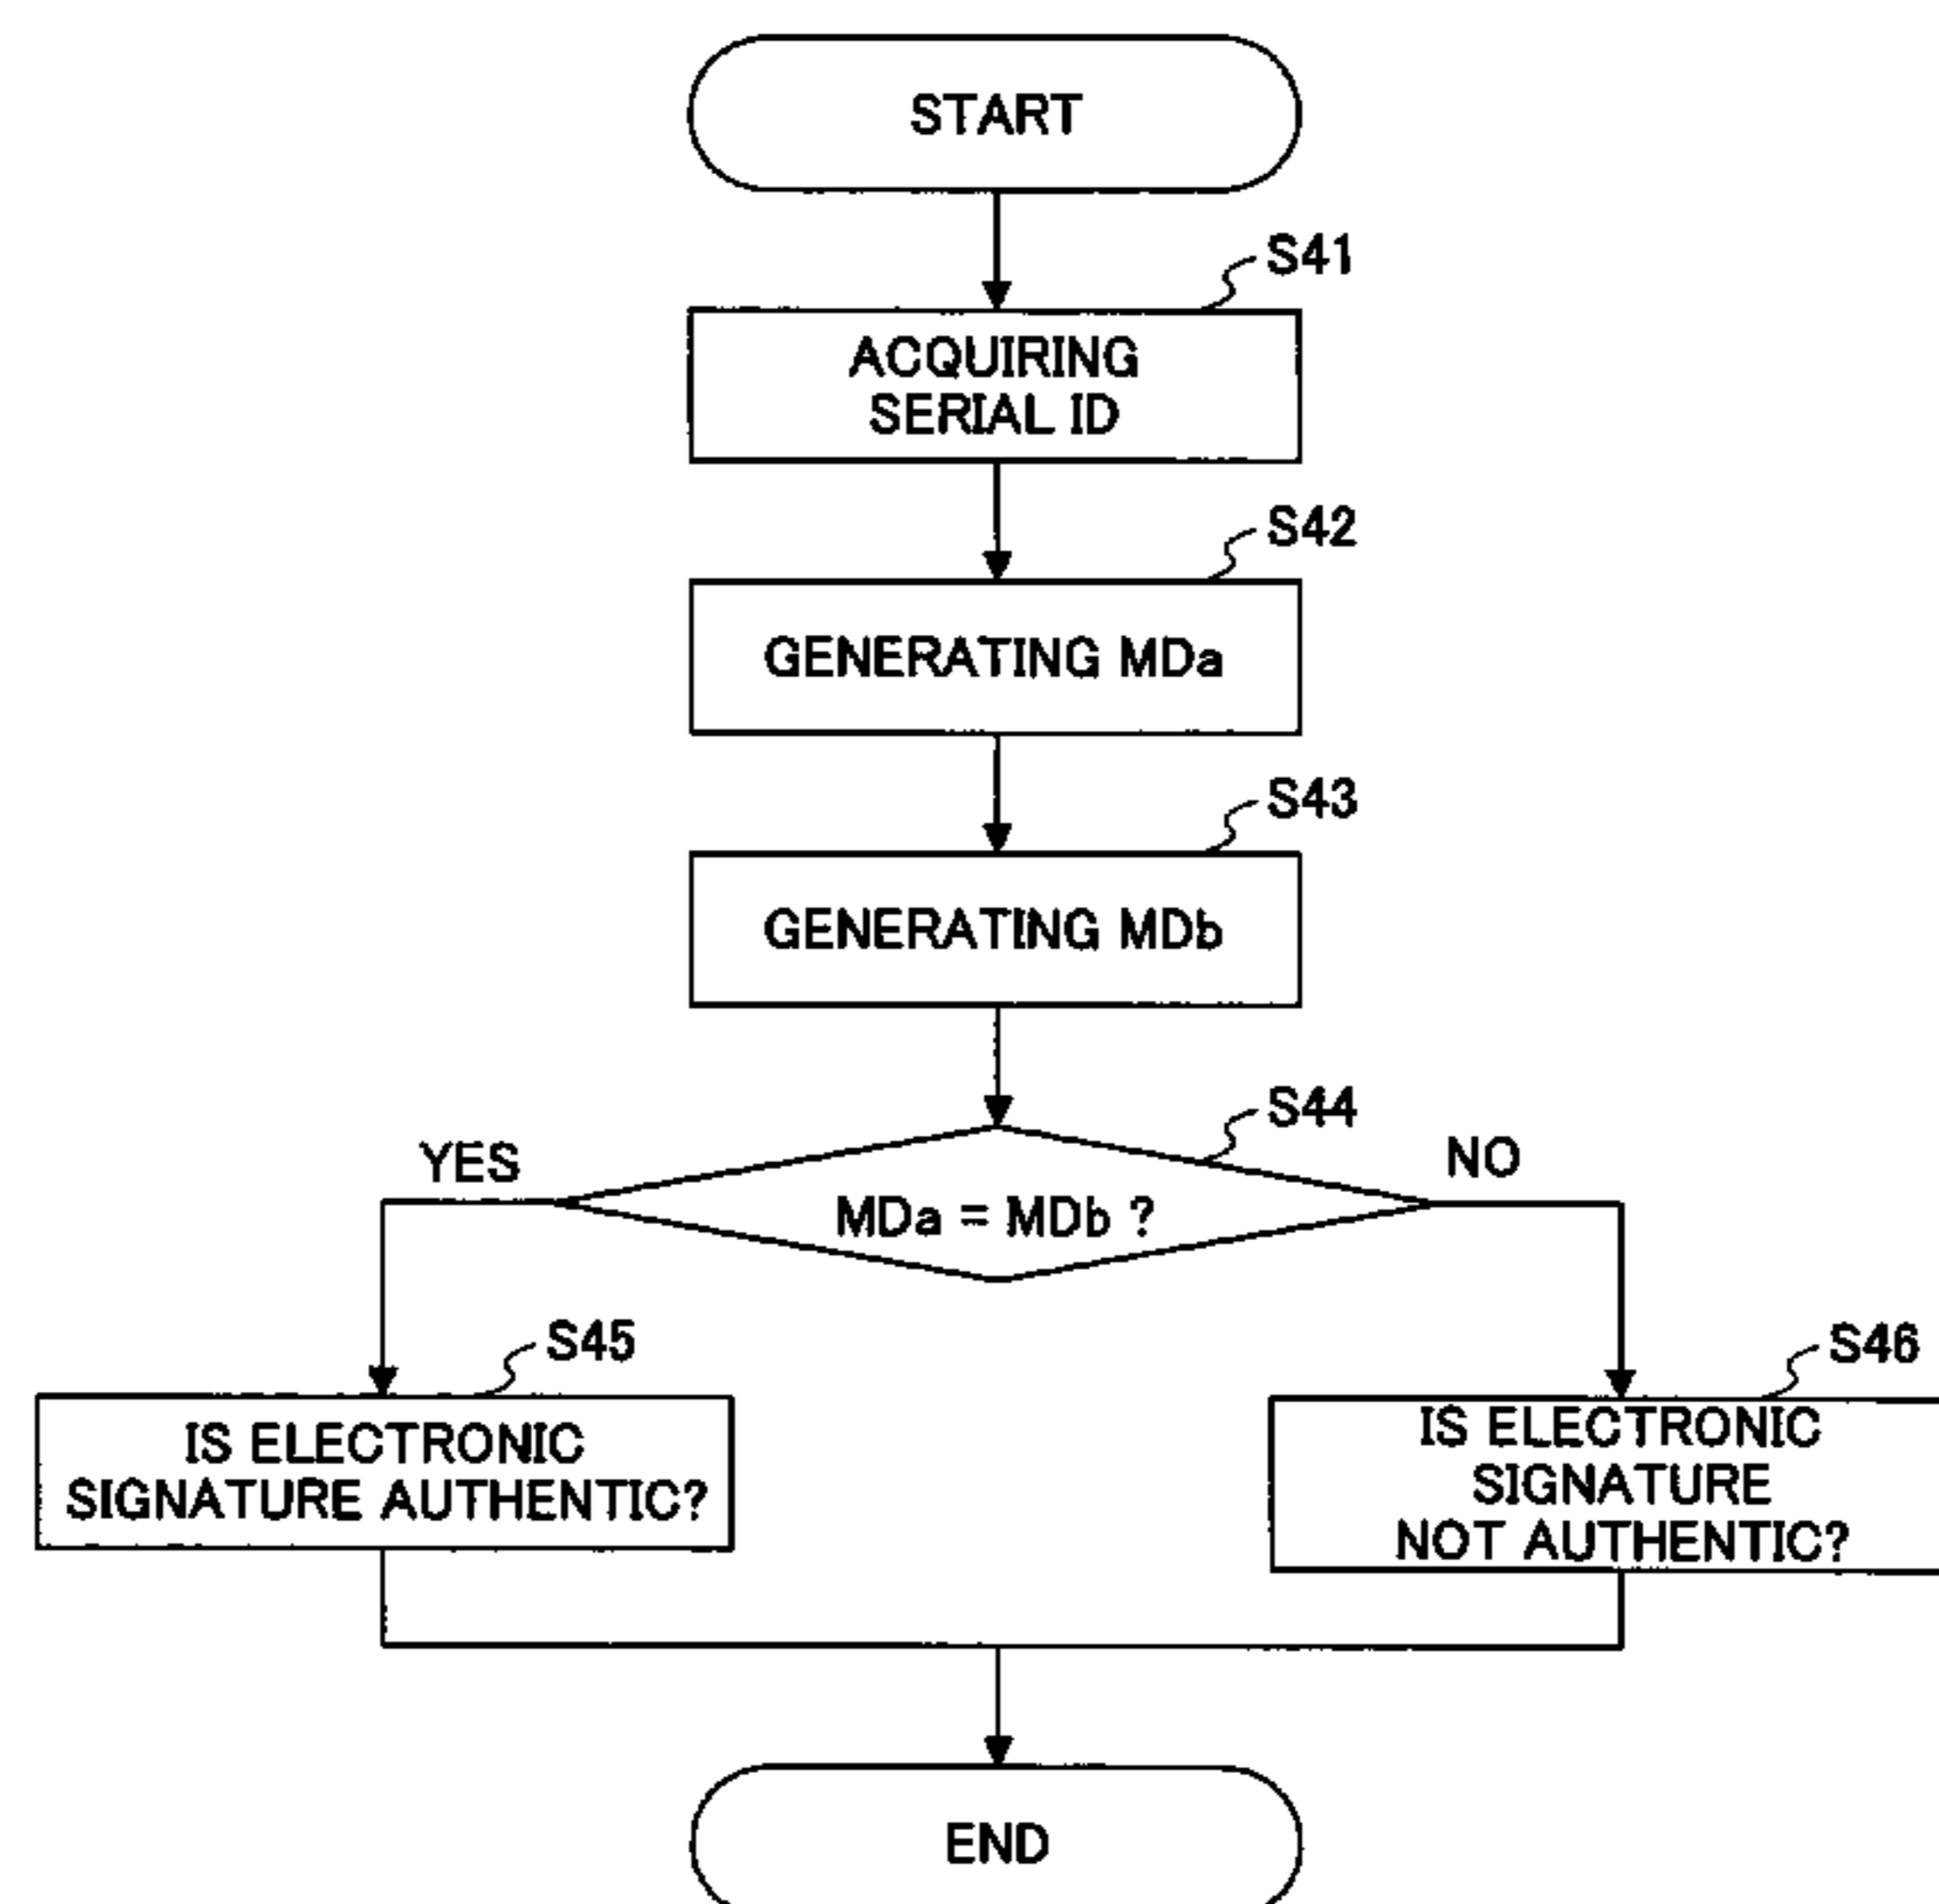 START
S41
ACQUIRING
SERIAL ID
S42
GENERATING MDa
S43
GENERATING MDb
S44
YES
NO
MDa = MDb ?
S45
IS ELECTRONIC
SIGNATURE AUTHENTIC?
S46
IS ELECTRONIC
SIGNATURE
NOT AUTHENTIC?
END